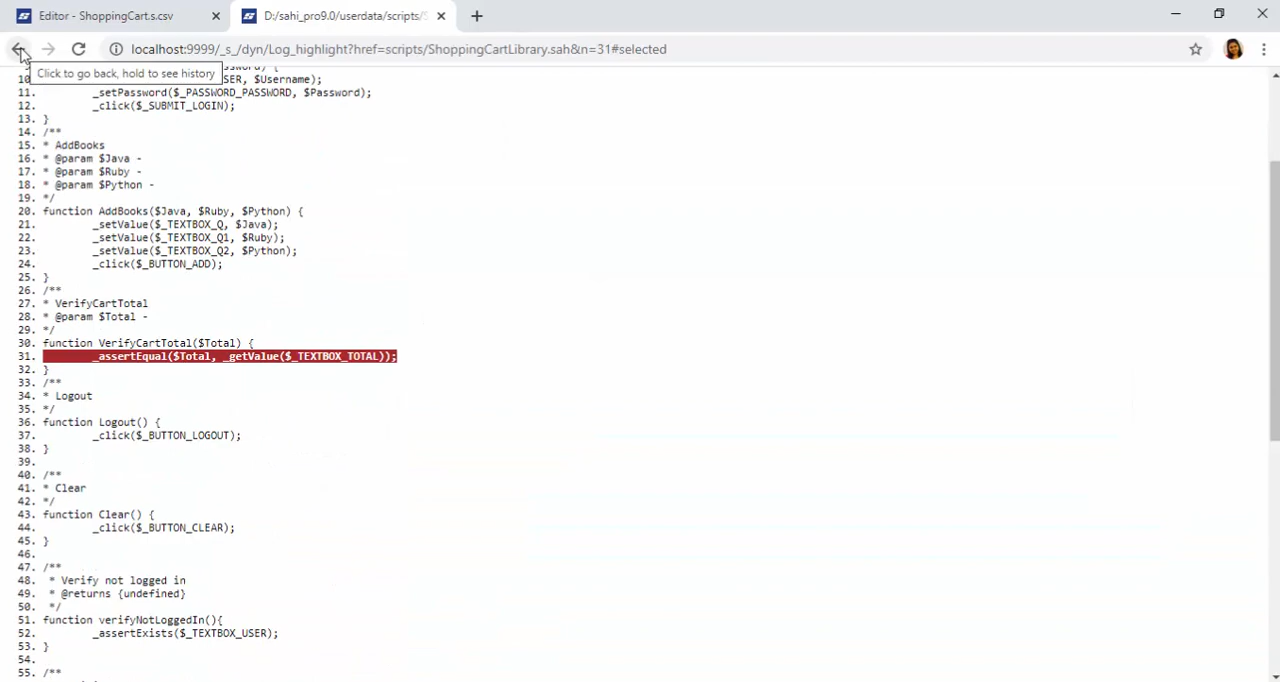 Editor - ShoppingCart.s.csv
D:/sahi_pro9.0/userdata/scripts/S
localhost:9999/_s_/dyn/Log_highlight?href=scripts/ShoppingCartLibrary.sah&n=31#selected
Click to go back, hold to see history
10. SER, $Username);
11. _setPassword($_PASSWORD_PASSWORD, $Password);
12. _click($_SUBMIT_LOGIN);
13. }
14. /**
15. * AddBooks
16. * @param $Java -
17. * @param $Ruby -
18. * @param $Python -
19. */
20. function AddBooks($Java, $Ruby, $Python) {
21. _setValue($_TEXTBOX_Q, $Java);
22. _setValue($_TEXTBOX_Q1, $Ruby);
23. _setValue($_TEXTBOX_Q2, $Python);
24. _click($_BUTTON_ADD);
25. }
26. /**
27. * VerifyCartTotal
28. * @param $Total -
29. */
30. function VerifyCartTotal($Total) {
31. _assertEqual($Total, _getValue($_TEXTBOX_TOTAL));
32. }
33. /**
34. * Logout
35. */
36. function Logout() {
37. _click($_BUTTON_LOGOUT);
38. }
39.
40. /**
41. * Clear
42. */
43. function Clear() {
44. _click($_BUTTON_CLEAR);
45. }
46.
47. /**
48. * Verify not logged in
49. * @returns {undefined}
50. */
51. function verifyNotLoggedIn(){
52. _assertExists($_TEXTBOX_USER);
53. }
54.
55. /**